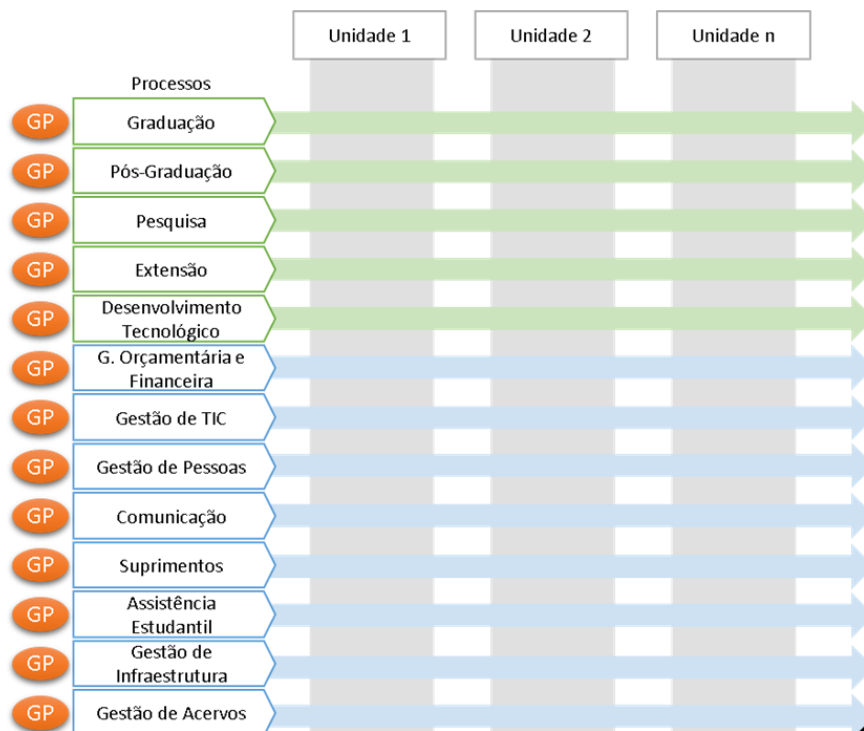 Unidade 1
Unidade 2
Unidade n
Processos
GP
Graduação
GP
Pós-Graduação
GP
Pesquisa
GP
Extensão
GP
Desenvolvimento
Tecnológico
GP
G. Orçamentária e
Financeira
GP
Gestão de TIC
GP
Gestão de Pessoas
GP
Comunicação
GP
Suprimentos
GP
Assistência
Estudantil
GP
Gestão de
Infraestrutura
GP
Gestão de Acervos